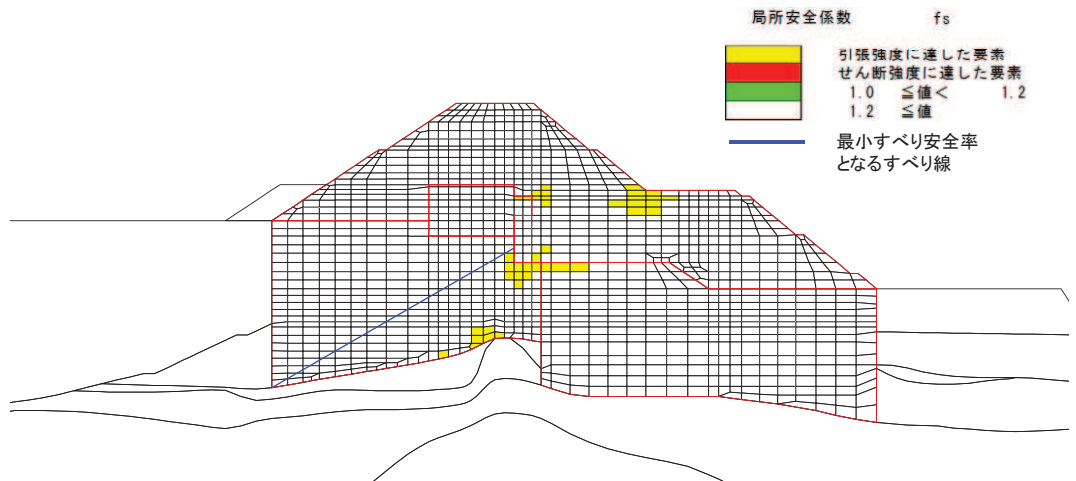 局所安全係数 fs
引張強度に達した要素
せん断強度に達した要素
1.0 ≦値< 1.2
1.2 ≦値
最小すべり安全率
となるすべり線